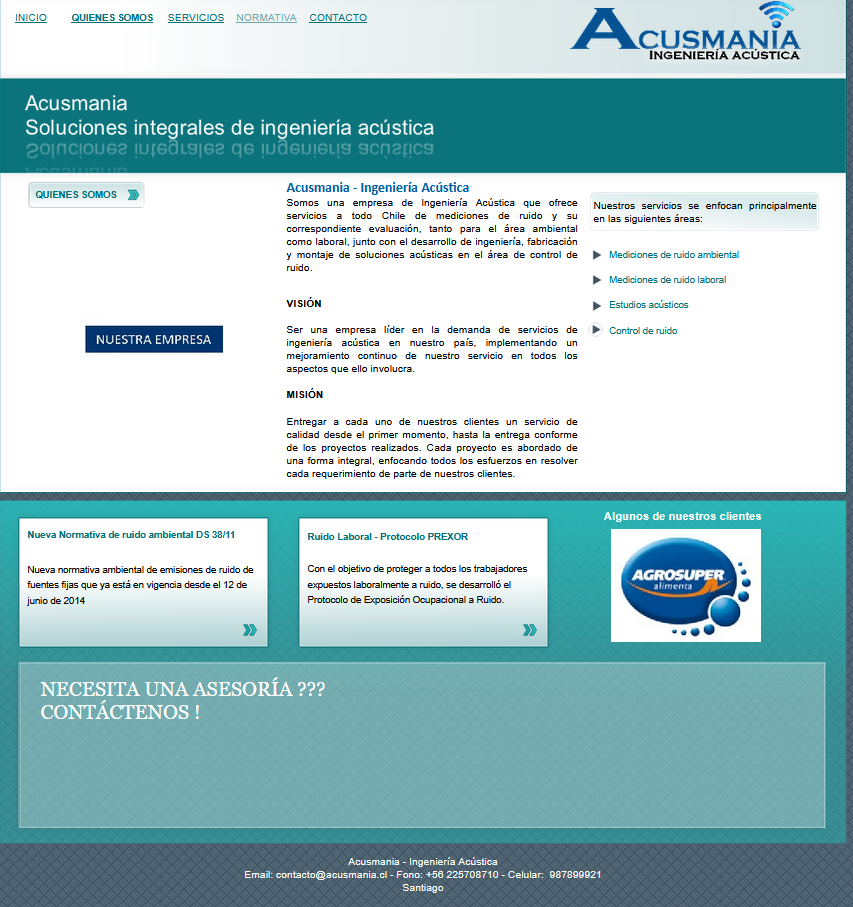 INICIO QUIENES SOMOS SERVICIOS NORMATIVA CONTACTO
ACUSMANIA
INGENIERÍA ACÚSTICA
Acusmania
Soluciones integrales de ingeniería acústica
QUIENES SOMOS
NUESTRA EMPRESA
Acusmania - Ingeniería Acústica
Somos una empresa de Ingeniería Acústica que ofrece
servicios a todo Chile de mediciones de ruido y su
correspondiente evaluación, tanto para el área ambiental
como laboral, junto con el desarrollo de ingeniería, fabricación
y montaje de soluciones acústicas en el área de control de
ruido.
VISIÓN
Ser una empresa líder en la demanda de servicios de
ingeniería acústica en nuestro país, implementando un
mejoramiento continuo de nuestro servicio en todos los
aspectos que ello involucra.
MISIÓN
Entregar a cada uno de nuestros clientes un servicio de
calidad desde el primer momento, hasta la entrega conforme
de los proyectos realizados. Cada proyecto es abordado de
una forma integral, enfocando todos los esfuerzos en resolver
cada requerimiento de parte de nuestros clientes.
Nuestros servicios se enfocan principalmente
en las siguientes áreas:
Mediciones de ruido ambiental
Mediciones de ruido laboral
Estudios acústicos
Control de ruido
Nueva Normativa de ruido ambiental DS 38/11
Nueva normativa ambiental de emisiones de ruido de
fuentes fijas que ya está en vigencia desde el 12 de
junio de 2014
Ruido Laboral - Protocolo PREXOR
Con el objetivo de proteger a todos los trabajadores
expuestos laboralmente a ruido, se desarrolló el
Protocolo de Exposición Ocupacional a Ruido.
Algunos de nuestros clientes
AGROSUPER
alimenta
NECESITA UNA ASESORÍA ???
CONTÁCTENOS !
Acusmania - Ingeniería Acústica
Email: contacto@acusmania.cl - Fono: +56 225708710 - Celular: 987899921
Santiago